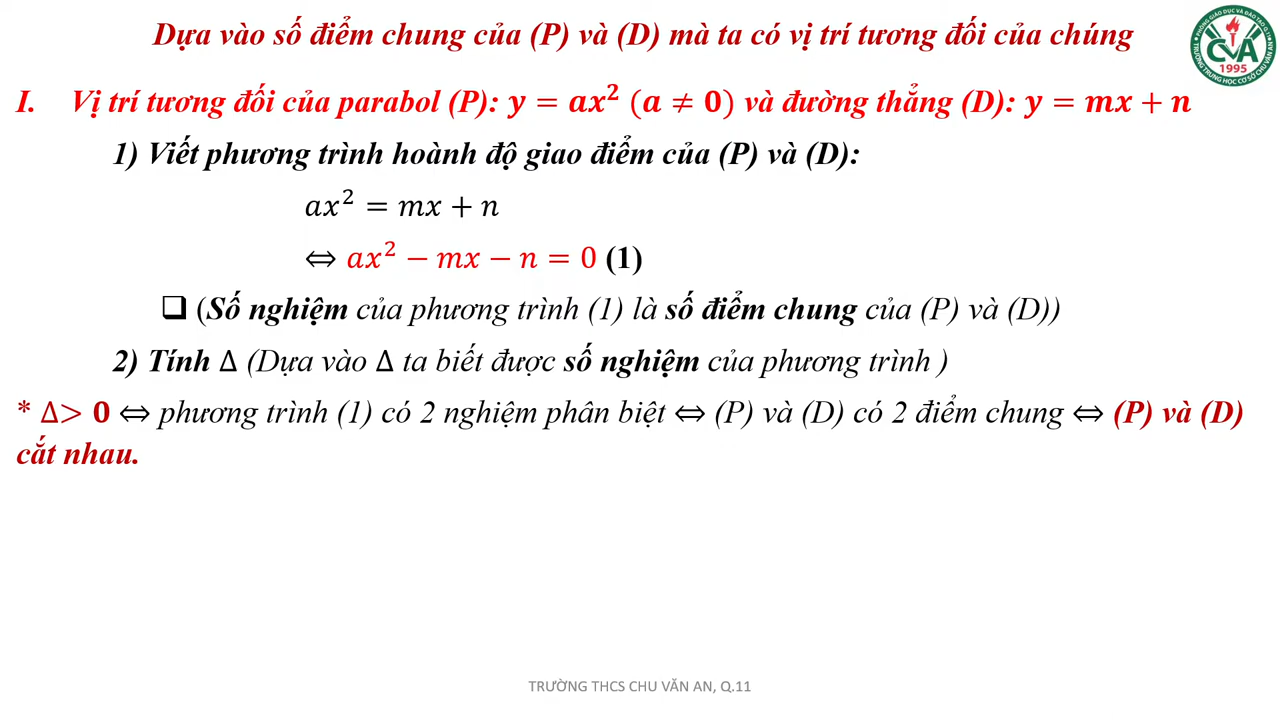 Dựa vào số điểm chung của (P) và (D) mà ta có vị trí tương đối của chúng
I. Vị trí tương đối của parabol (P): y = ax² (a ≠ 0) và đường thẳng (D): y = mx + n
1) Viết phương trình hoành độ giao điểm của (P) và (D):
ax² = mx + n
⇔ ax² − mx − n = 0 (1)
❑ (Số nghiệm của phương trình (1) là số điểm chung của (P) và (D))
2) Tính Δ (Dựa vào Δ ta biết được số nghiệm của phương trình )
* Δ> 0 ⇔ phương trình (1) có 2 nghiệm phân biệt ⇔ (P) và (D) có 2 điểm chung ⇔ (P) và (D)
cắt nhau.
TRƯỜNG THCS CHU VĂN AN, Q.11
CVA
1995